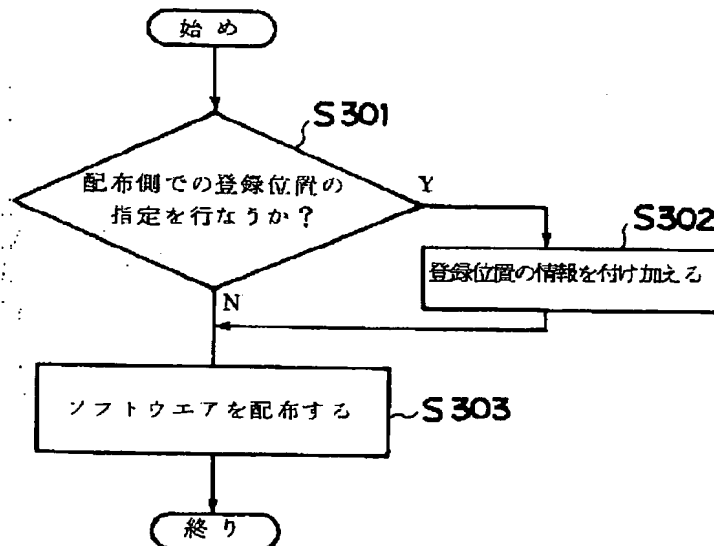 始め
S301
配布側での登録位置の
指定を行なうか？
Y
S302
登録位置の情報を付け加える
N
ソフトウエアを配布する
S303
終り